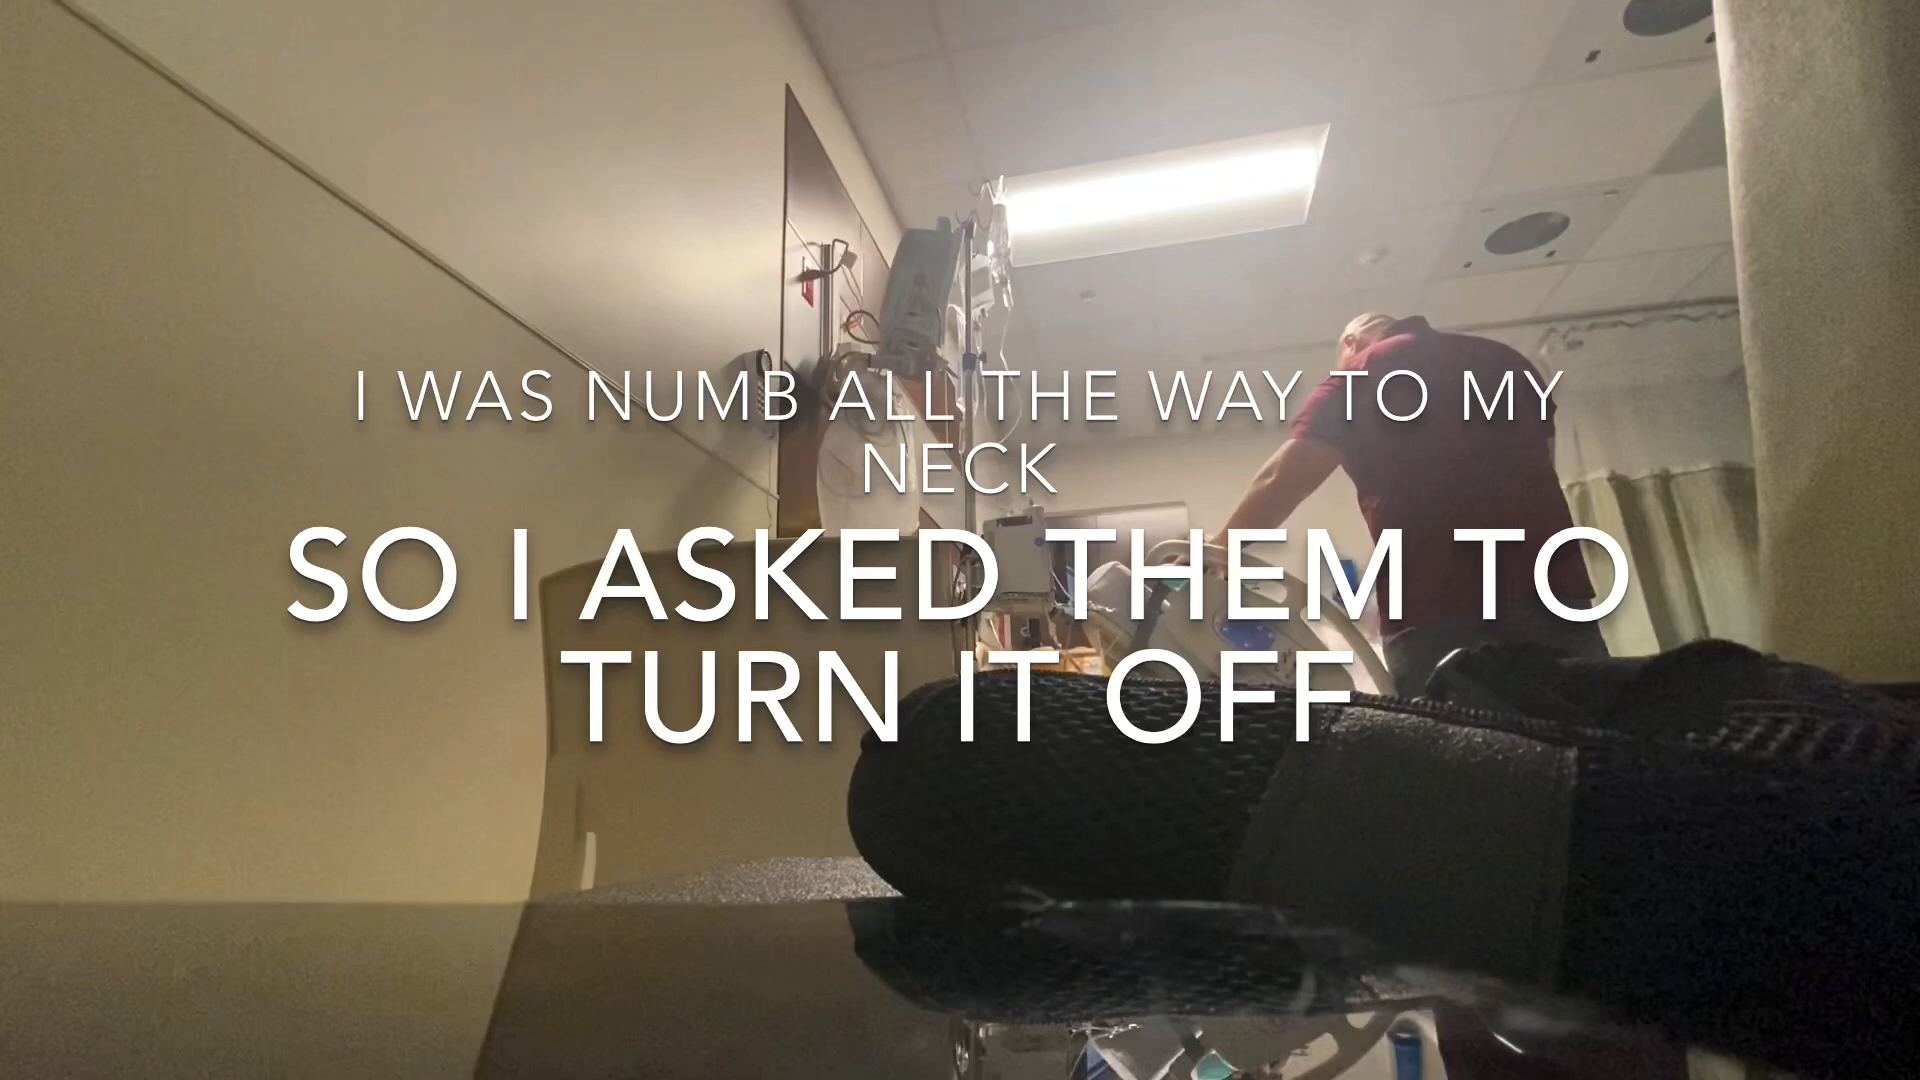 I WAS NUMB ALL THE WAY TO MY
NECK
SO I ASKED THEM TO
TURN IT OFF